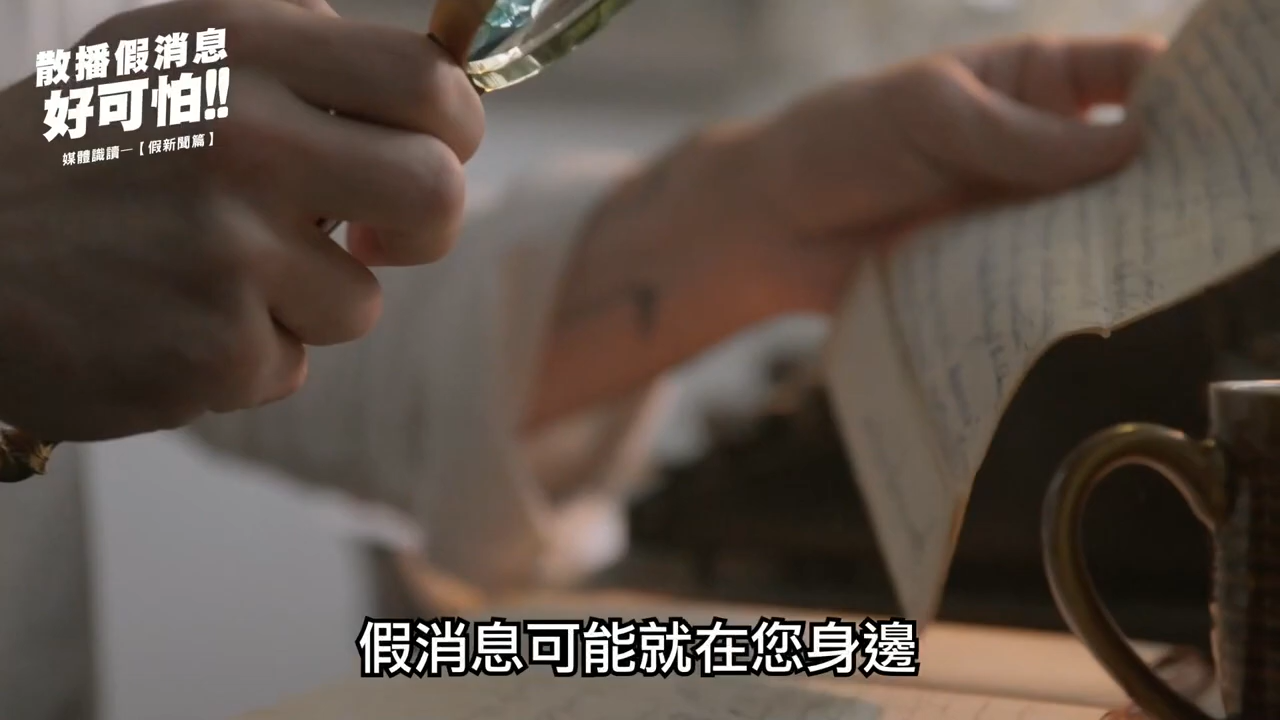 散播假消息
好可怕!!
媒體識讀—【假新聞篇】
假消息可能就在您身邊